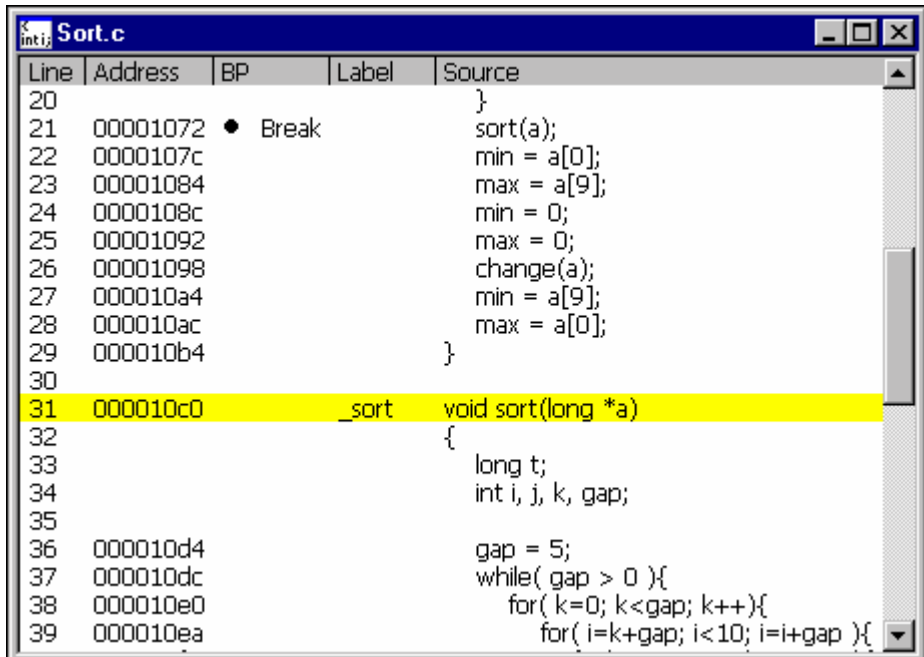 int i; Sort.c
Line Address BP Label Source
20 }
21 00001072 ● Break sort(a);
22 0000107c min = a[0];
23 00001084 max = a[9];
24 0000108c min = 0;
25 00001092 max = 0;
26 00001098 change(a);
27 000010a4 min = a[9];
28 000010ac max = a[0];
29 000010b4 }
30
31 000010c0 _sort void sort(long *a)
32 {
33 long t;
34 int i, j, k, gap;
35
36 000010d4 gap = 5;
37 000010dc while( gap > 0 ){
38 000010e0 for( k=0; k<gap; k++){
39 000010ea for( i=k+gap; i<10; i=i+gap ){